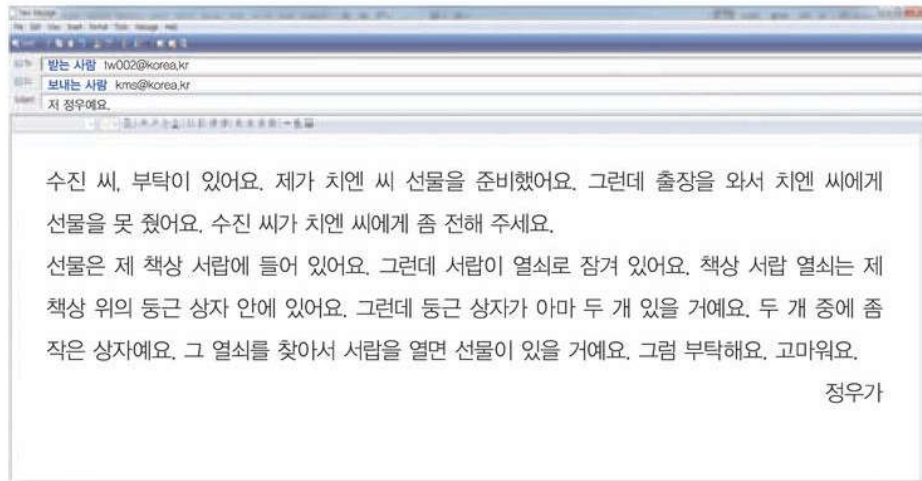 받는 사람 tw002@korea.kr
보내는 사람 kms@korea.kr
저 정우예요.
수진 씨, 부탁이 있어요. 제가 치엔 씨 선물을 준비했어요. 그런데 출장을 와서 치엔 씨에게
선물을 못 줬어요. 수진 씨가 치엔 씨에게 좀 전해 주세요.
선물은 제 책상 서랍에 들어 있어요. 그런데 서랍이 열쇠로 잠겨 있어요. 책상 서랍 열쇠는 제
책상 위의 둥근 상자 안에 있어요. 그런데 둥근 상자가 아마 두 개 있을 거예요. 두 개 중에 좀
작은 상자예요. 그 열쇠를 찾아서 서랍을 열면 선물이 있을 거예요. 그럼 부탁해요. 고마워요.
정우가